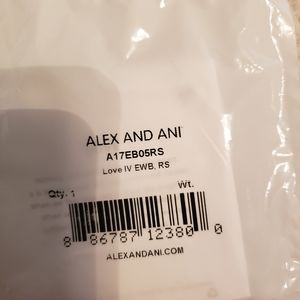 ALEX AND ANI
A17EB05RS
Love IV EWB, RS
Qty. 1 Wt.
8 86787 12380 0
ALEXANDANI.COM